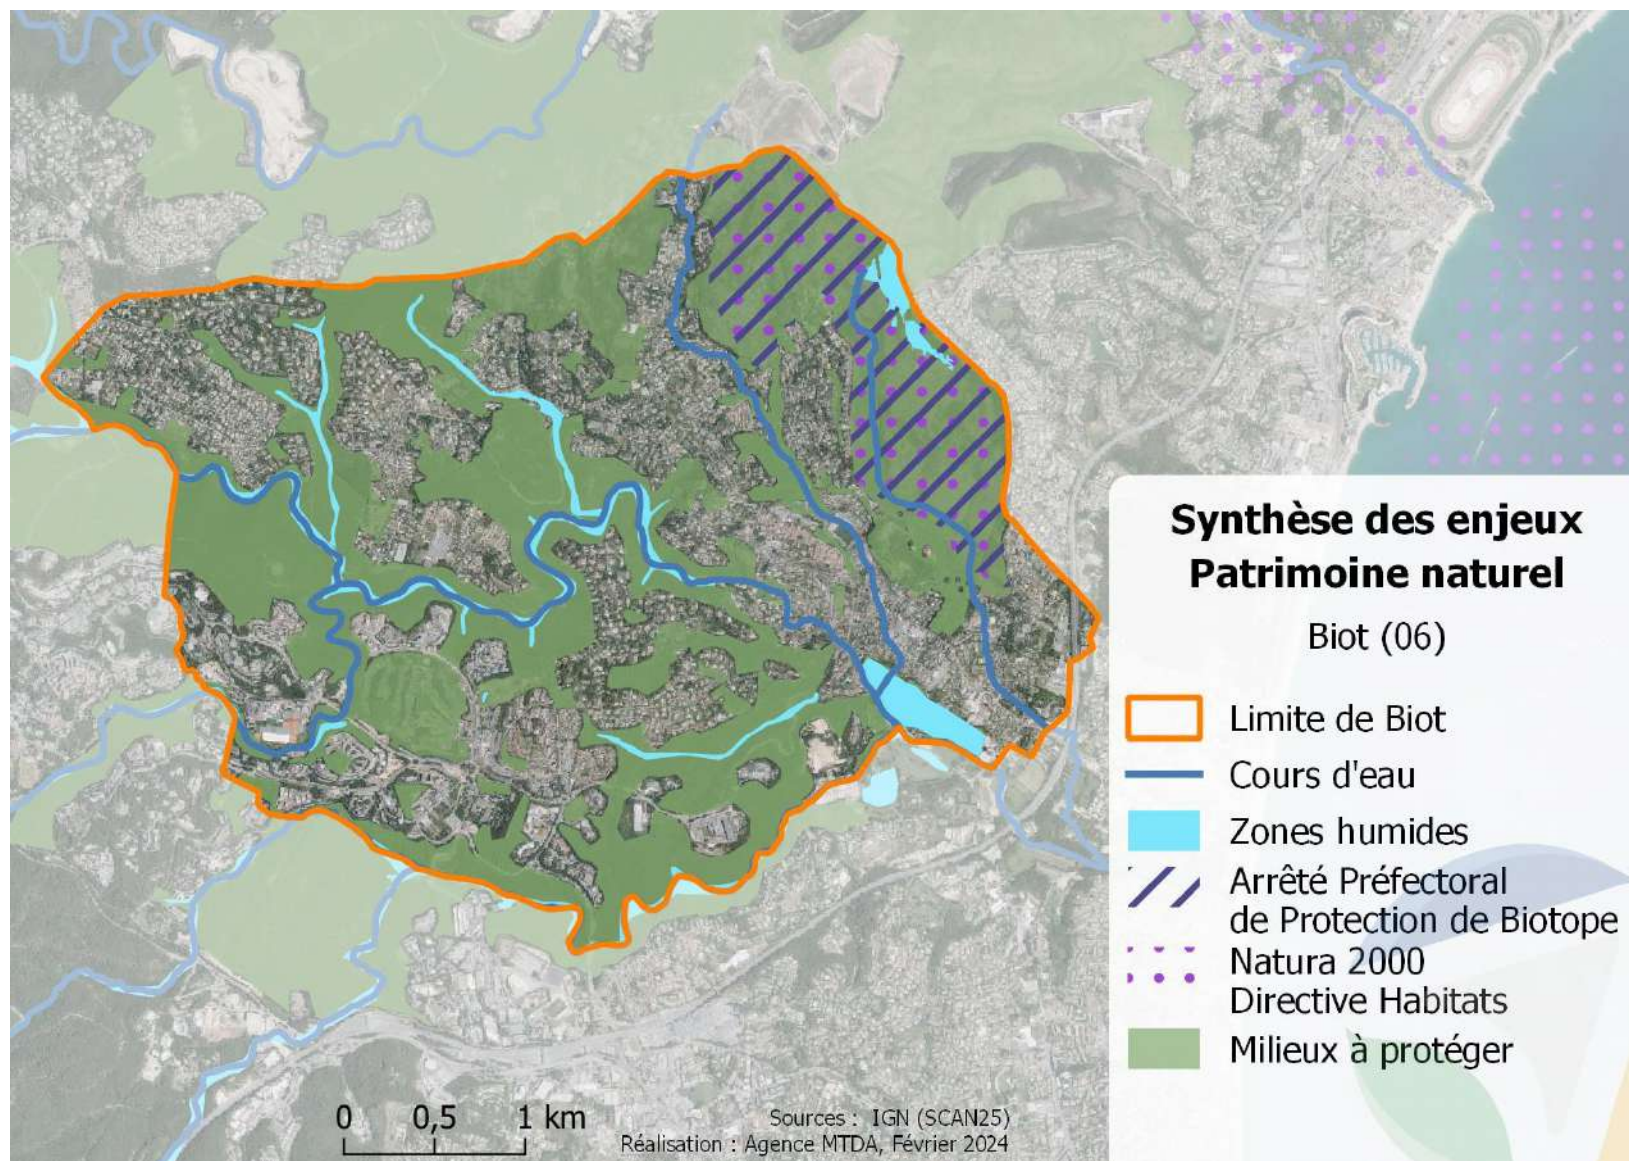 Synthèse des enjeux
Patrimoine naturel
Biot (06)
Limite de Biot
Cours d'eau
Zones humides
Arrêté Préfectoral
de Protection de Biotope
Natura 2000
Directive Habitats
Milieux à protéger
0 0,5 1 km
Sources : IGN (SCAN25)
Réalisation : Agence MTDA, Février 2024